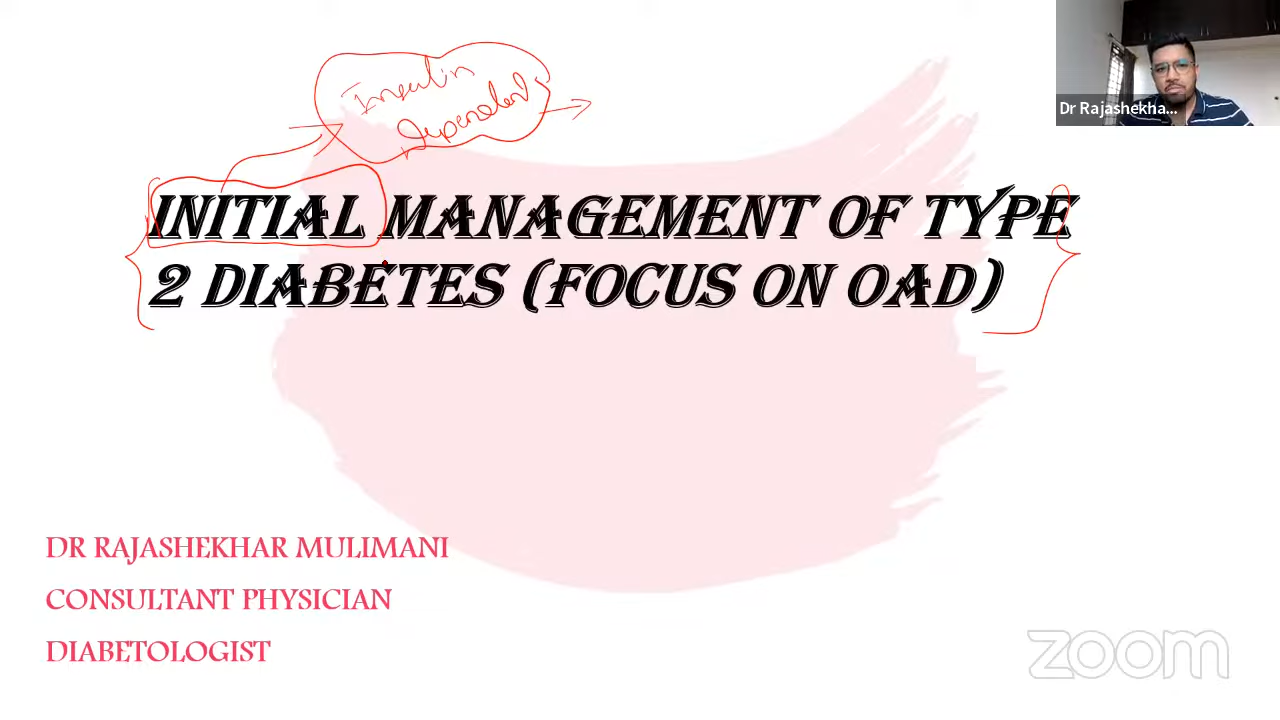 Dr Rajashekha...
Insulin
dependent
INITIAL MANAGEMENT OF TYPE
2 DIABETES (FOCUS ON OAD)
DR RAJASHEKHAR MULIMANI
CONSULTANT PHYSICIAN
DIABETOLOGIST
zoom